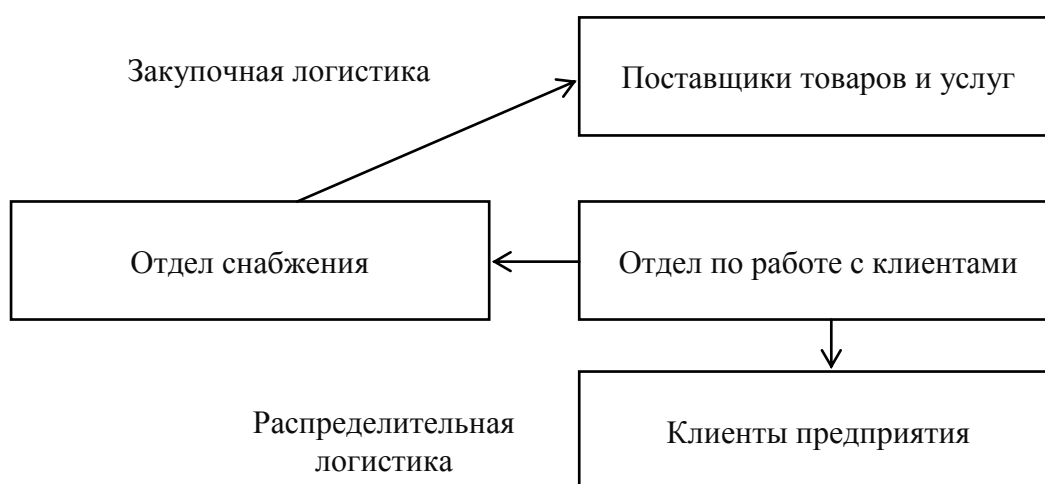 Закупочная логистика
Поставщики товаров и услуг
Отдел снабжения
Отдел по работе с клиентами
Распределительная
логистика
Клиенты предприятия